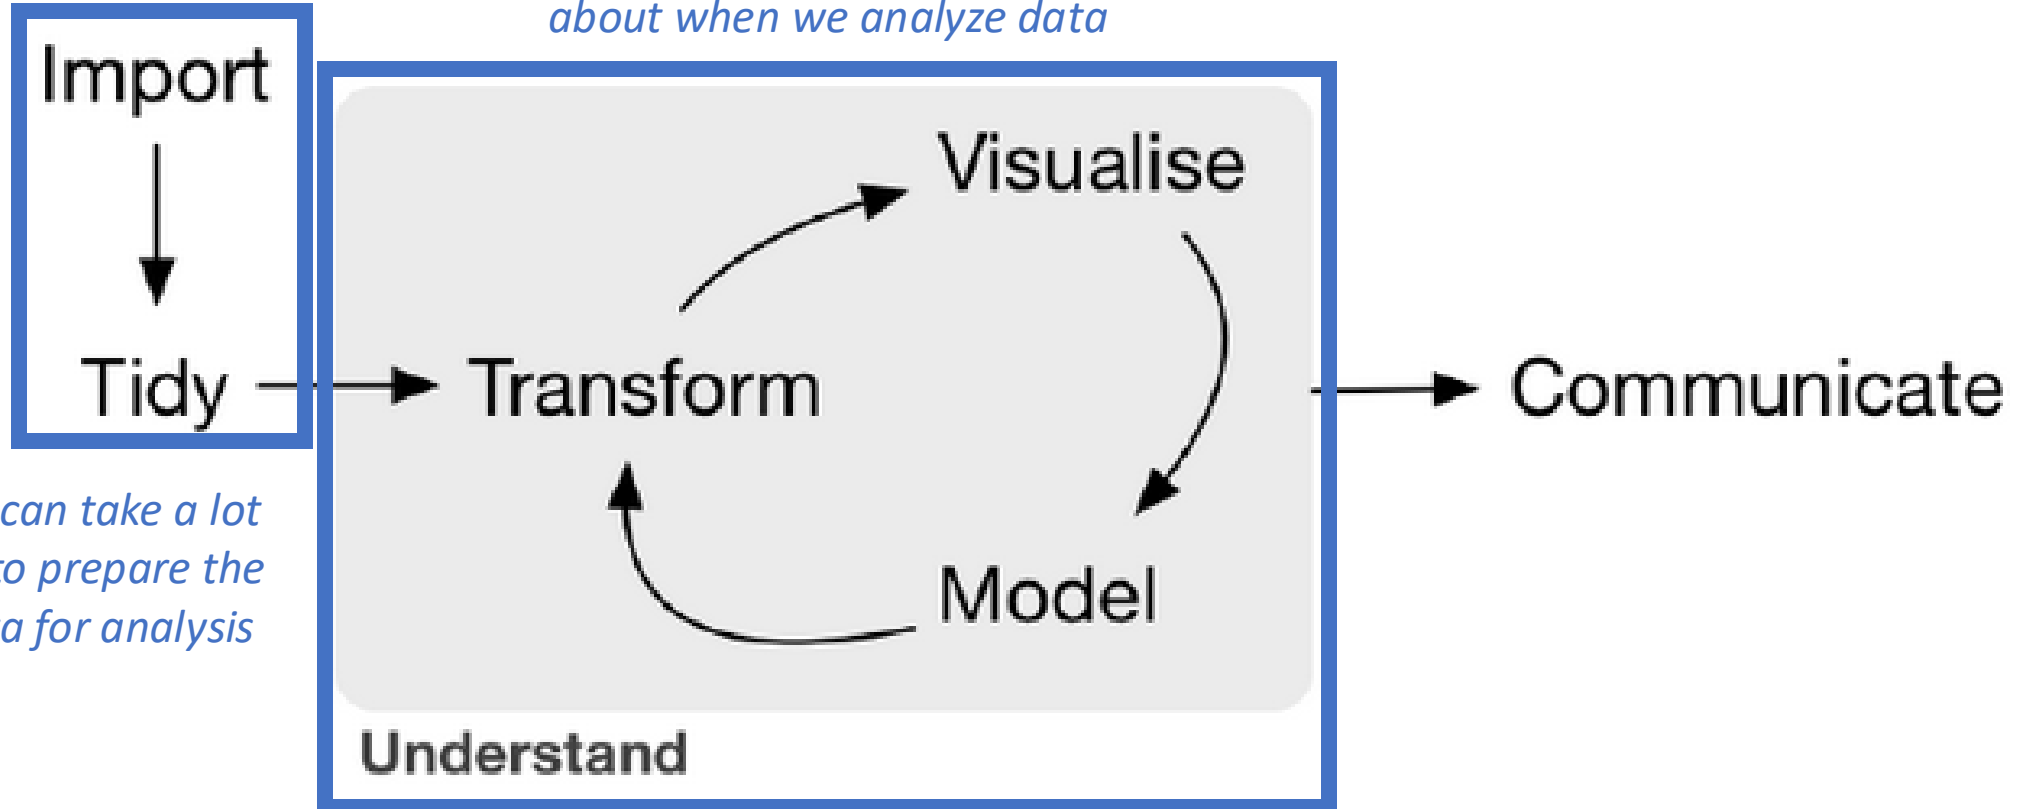 about when we analyze data
Import
Visualise
Tidy
Transform
Communicate
can take a lot
to prepare the
for analysis
Model
Understand